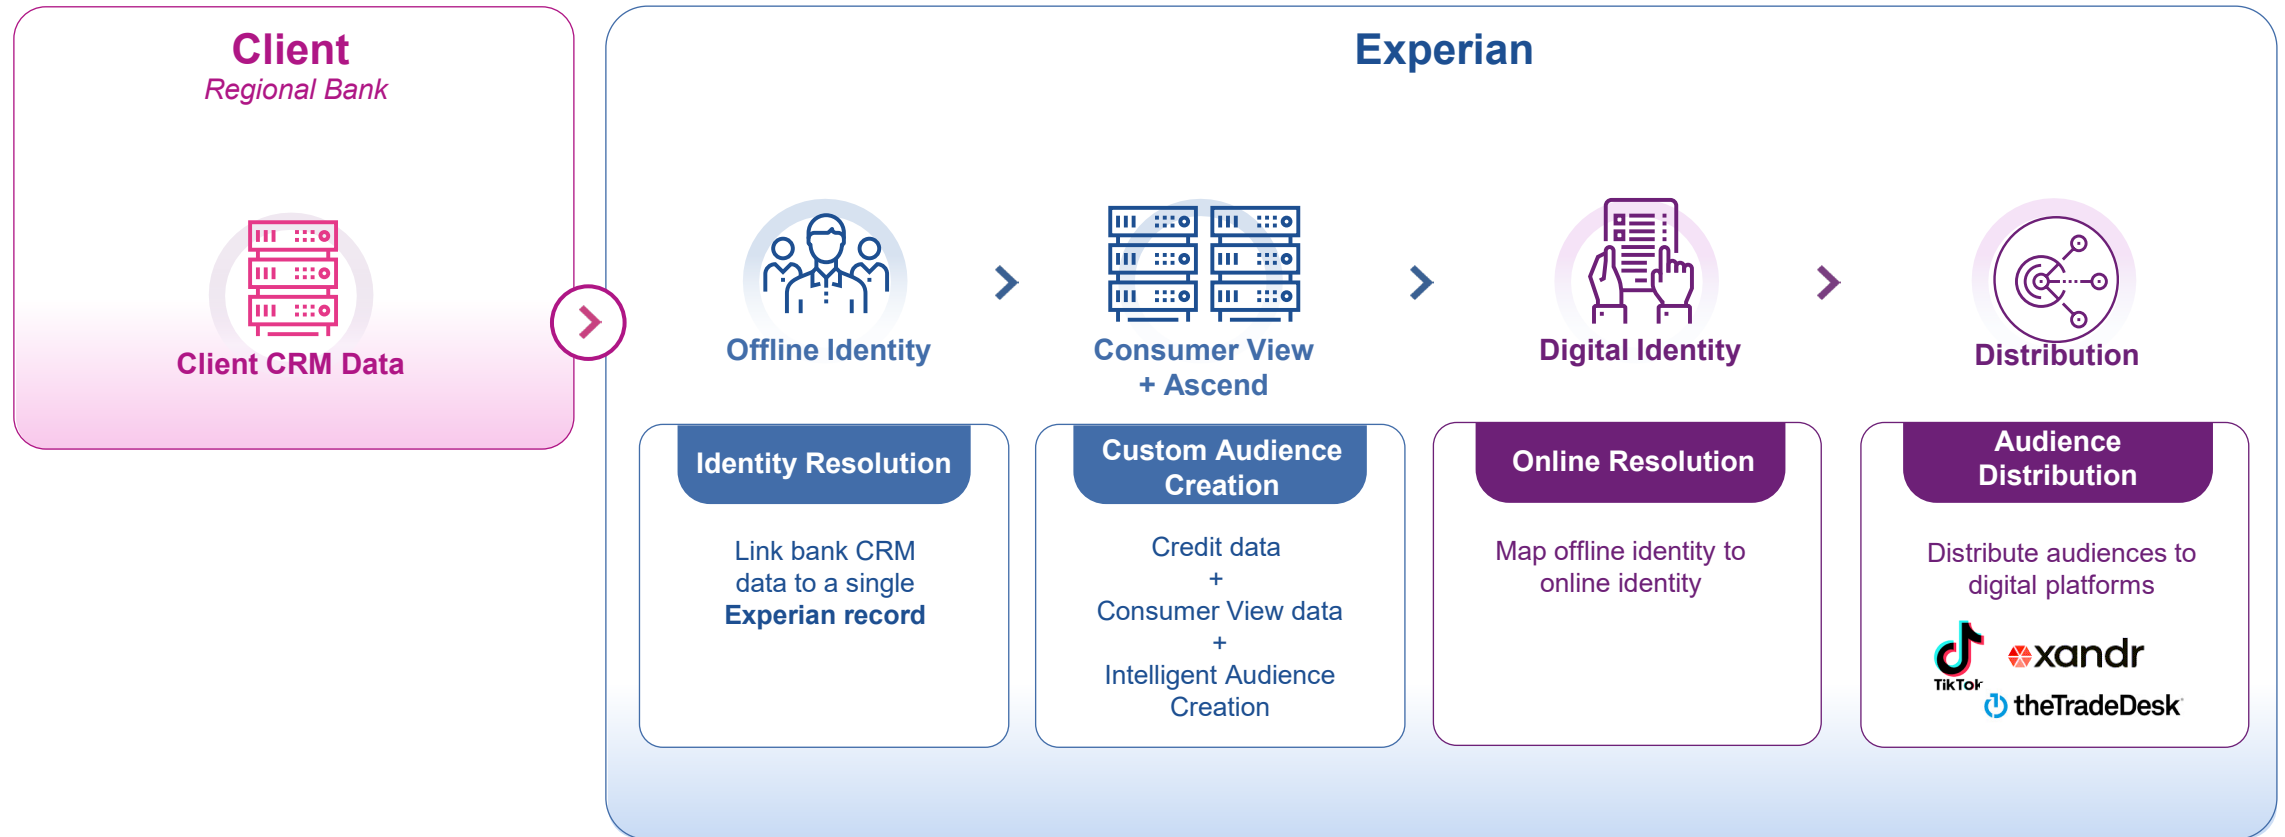 Client
Regional Bank
Client CRM Data
Experian
Offline Identity
Consumer View
+ Ascend
Digital Identity
Distribution
Identity Resolution
Link bank CRM
data to a single
Experian record
Custom Audience
Creation
Credit data
+
Consumer View data
+
Intelligent Audience
Creation
Online Resolution
Map offline identity to
online identity
Audience
Distribution
Distribute audiences to
digital platforms
TikTok
xandr
theTradeDesk